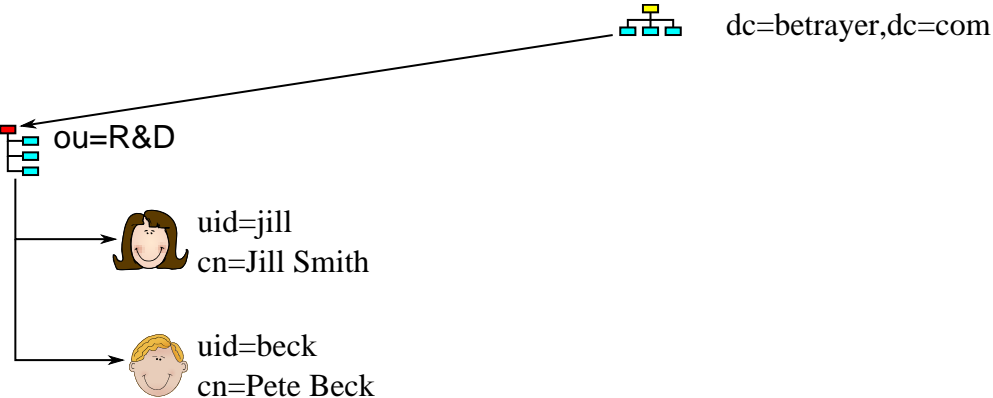 dc=betrayer,dc=com
ou=R&D
uid=jill
cn=Jill Smith
uid=beck
cn=Pete Beck